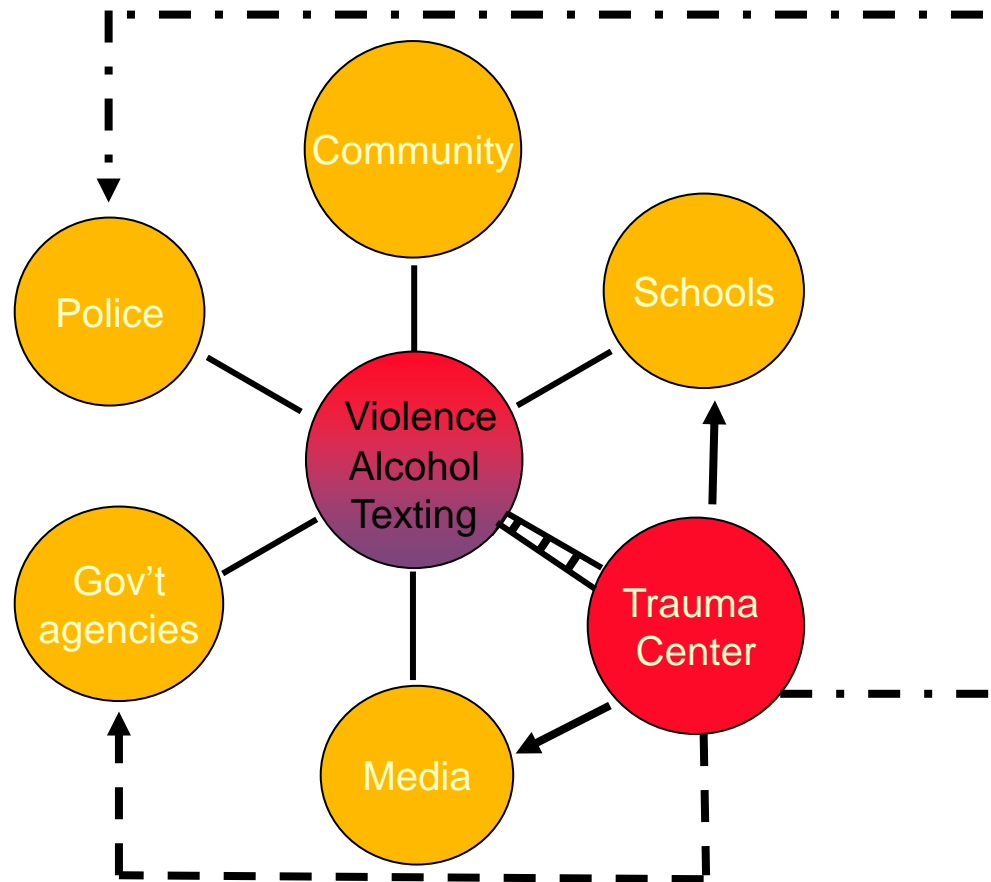 Community
Schools
Police
Violence
Alcohol
Texting
Gov’t
agencies
Trauma
Center
Media